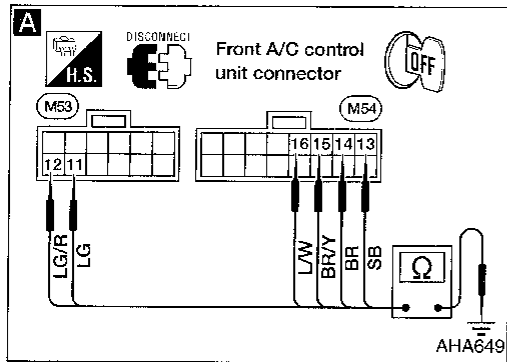 A
H.S.
DISCONNECT
Front A/C control
unit connector
OFF
M53
M54
12 11
16 15 14 13
LG/R
LG
L/W
BR/Y
BR
SB
Ω
AHA649